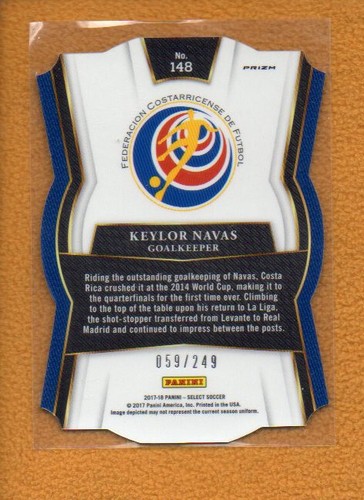 No.
148
PRIZM
FEDERACION COSTARRICENSE DE FUTBOL
KEYLOR NAVAS
GOALKEEPER
Riding the outstanding goalkeeping of Navas, Costa
Rica crushed it at the 2014 World Cup, making it to
the quarterfinals for the first time ever. Climbing
to the top of the table upon his return to La Liga,
the shot-stopper transferred from Levante to Real
Madrid and continued to impress between the posts.
059/249
PANINI
2017-18 PANINI – SELECT SOCCER
© 2017 Panini America, Inc. Printed in the USA.
Image depicted may not represent the current season uniform.